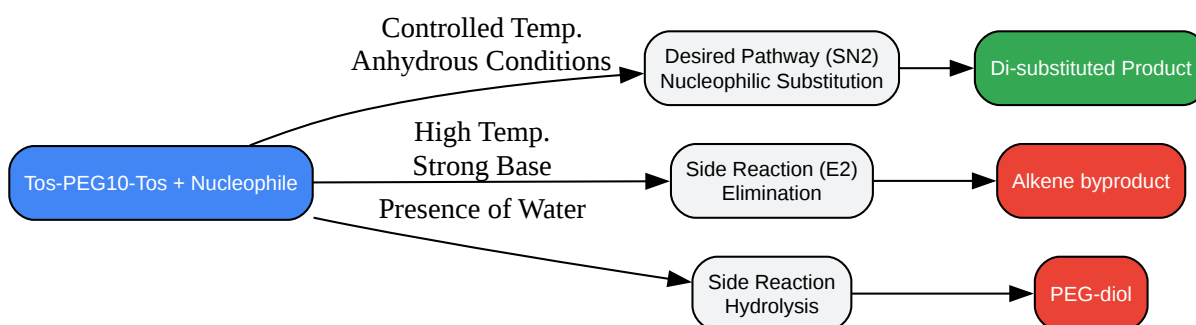 Controlled Temp.
Anhydrous Conditions
Desired Pathway (SN2)
Nucleophilic Substitution
Di-substituted Product
Tos-PEG10-Tos + Nucleophile
High Temp.
Strong Base
Side Reaction (E2)
Elimination
Alkene byproduct
Presence of Water
Side Reaction
Hydrolysis
PEG-diol